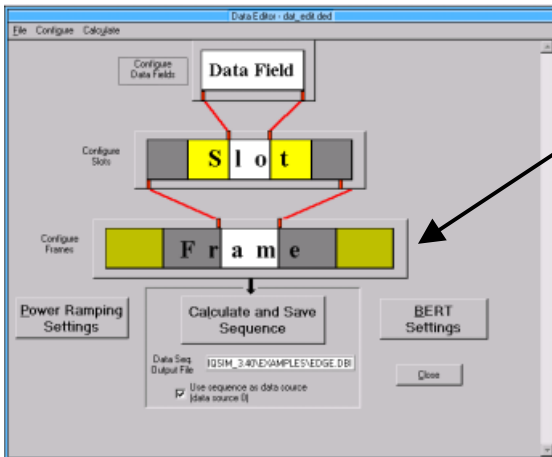 Data Editor - dat_edit.ded
File Configure Calculate
Configure
Data Fields
Data Field
Configure
Slots
Slot
Configure
Frames
Frame
Power Ramping
Settings
Calculate and Save
Sequence
BERT
Settings
Data Seq.
Output File
IQSIM_3.40\EXAMPLES\EDGE.DBI
Close
Use sequence as data source
(data source 0)